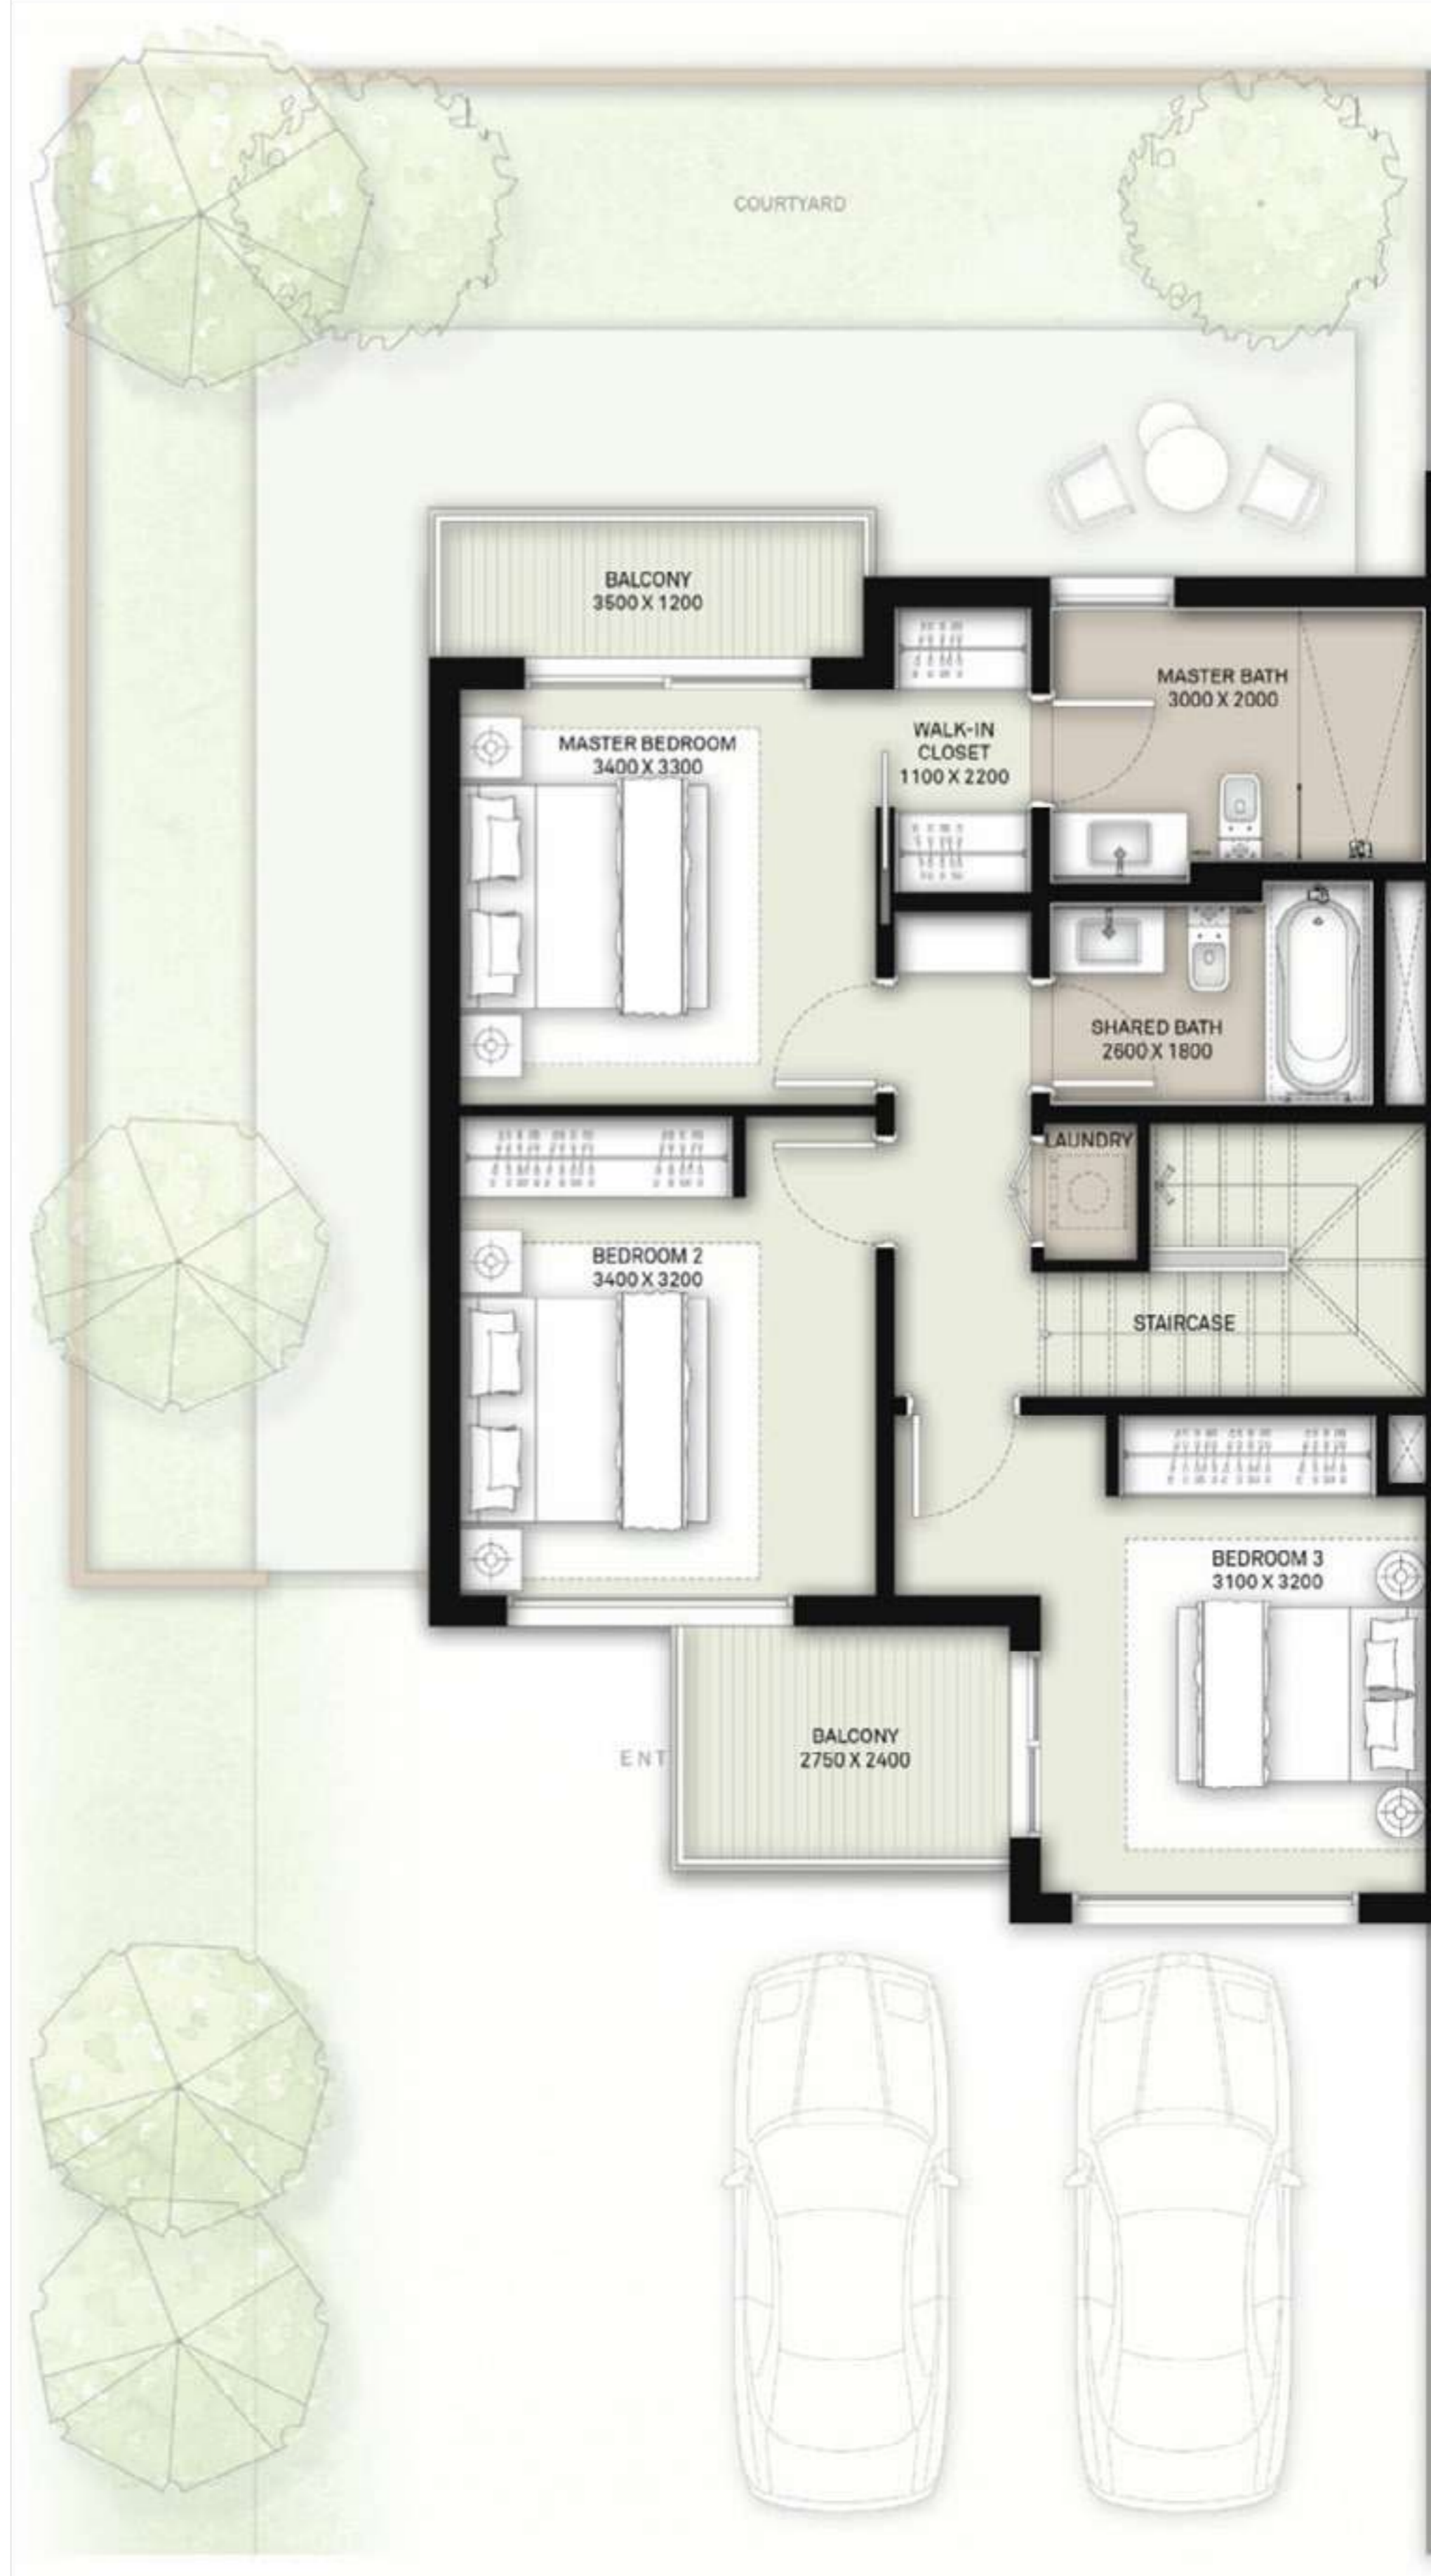 COURTYARD
BALCONY
3500 X 1200
MASTER BATH
3000 X 2000
WALK-IN
CLOSET
1100 X 2200
MASTER BEDROOM
3400 X 3300
SHARED BATH
2600 X 1800
LAUNDRY
BEDROOM 2
3400 X 3200
STAIRCASE
BEDROOM 3
3100 X 3200
BALCONY
2750 X 2400
ENT